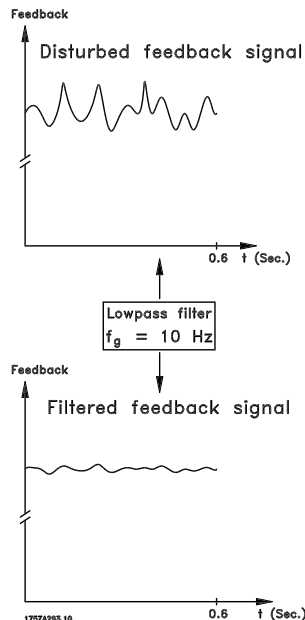 Feedback
Disturbed feedback signal
0.6 t (Sec.)
Lowpass filter
fg = 10 Hz
Feedback
Filtered feedback signal
0.6 t (Sec.)
175ZA293.10